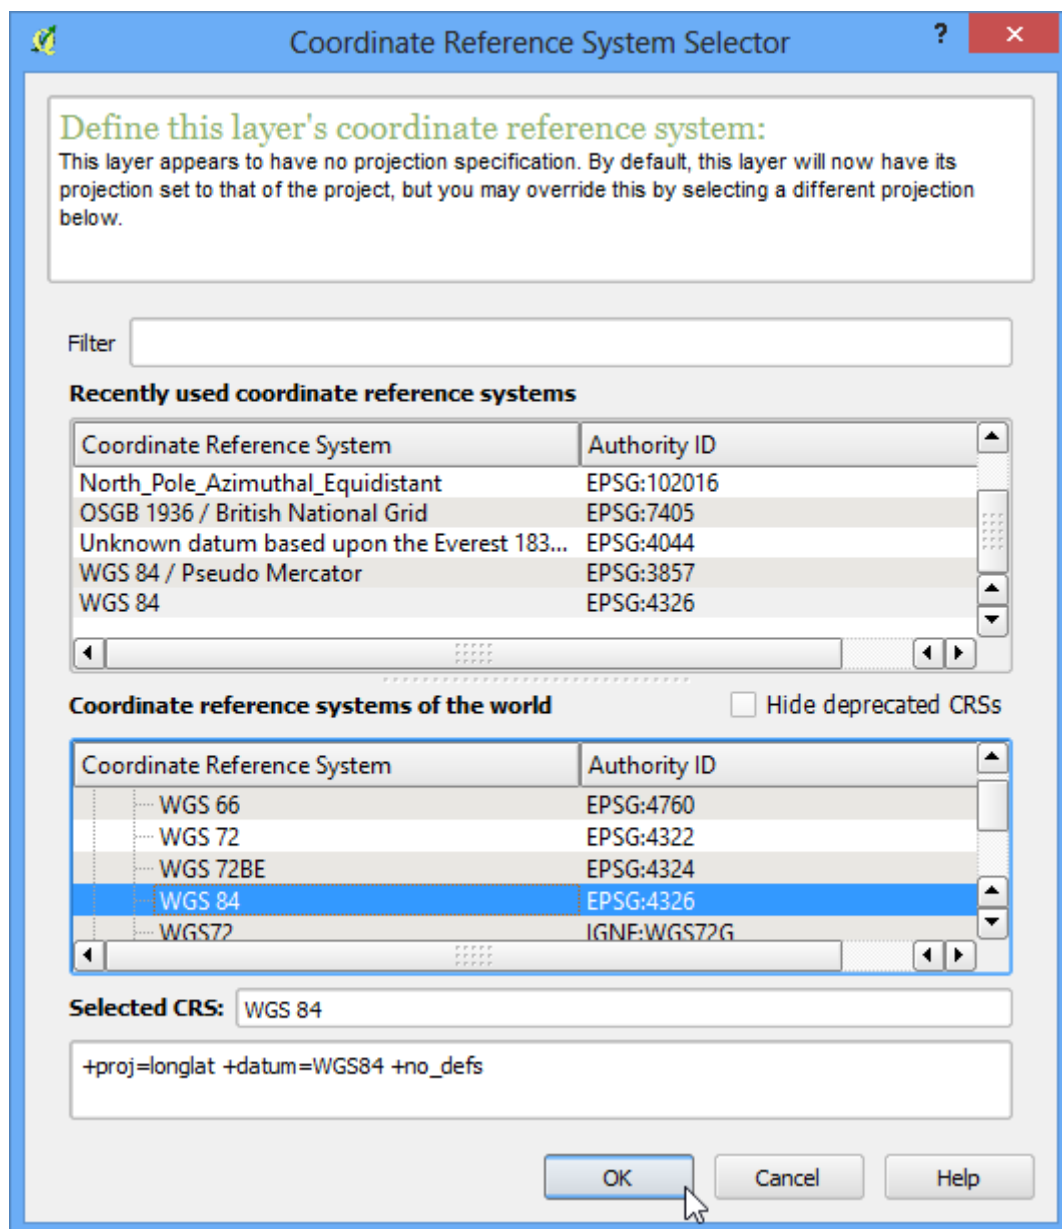 Coordinate Reference System Selector
?
Define this layer's coordinate reference system:
This layer appears to have no projection specification. By default, this layer will now have its
projection set to that of the project, but you may override this by selecting a different projection
below.
Filter
Recently used coordinate reference systems
Coordinate Reference System Authority ID
North_Pole_Azimuthal_Equidistant EPSG:102016
OSGB 1936 / British National Grid EPSG:7405
Unknown datum based upon the Everest 183... EPSG:4044
WGS 84 / Pseudo Mercator EPSG:3857
WGS 84 EPSG:4326
Coordinate reference systems of the world Hide deprecated CRSs
Coordinate Reference System Authority ID
WGS 66 EPSG:4760
WGS 72 EPSG:4322
WGS 72BE EPSG:4324
WGS 84 EPSG:4326
WGS72 IGNF:WGS72G
Selected CRS: WGS 84
+proj=longlat +datum=WGS84 +no_defs
OK Cancel Help